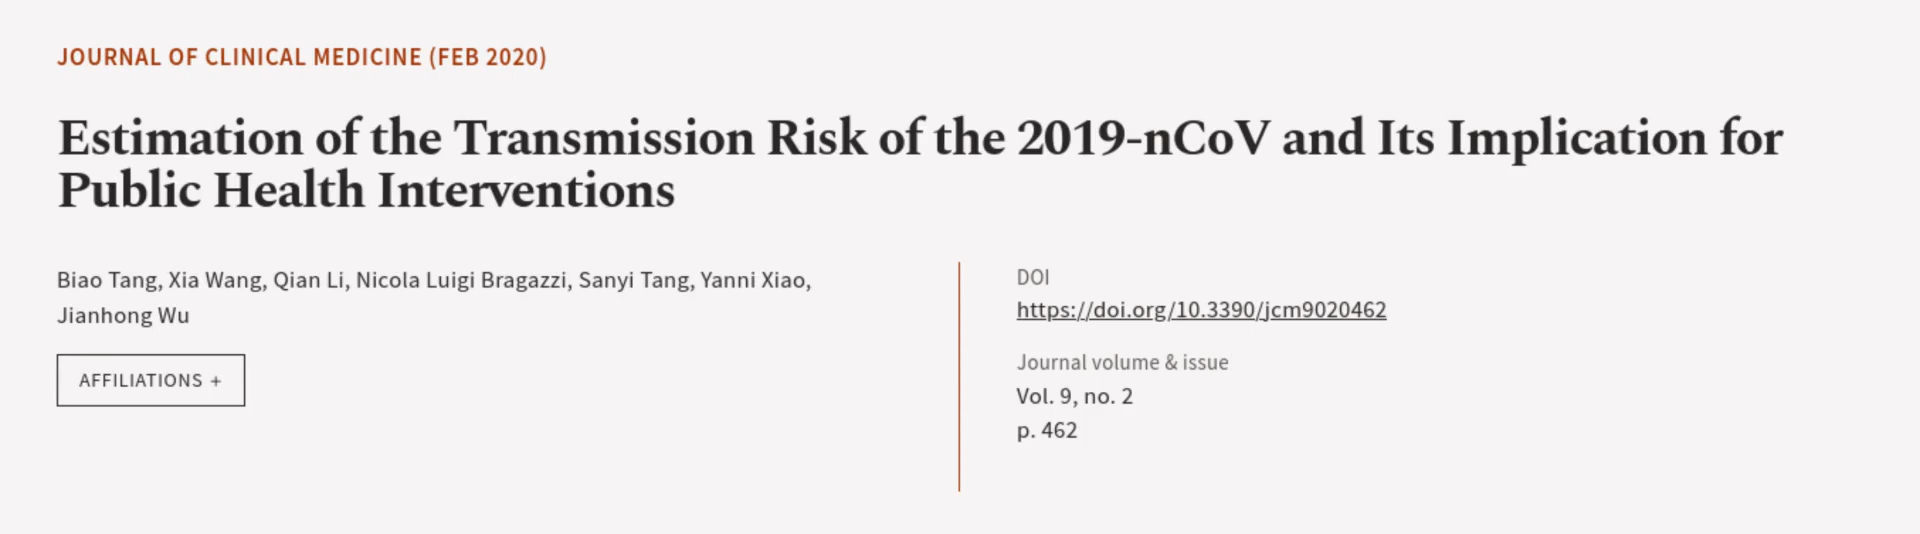 JOURNAL OF CLINICAL MEDICINE (FEB 2020)
Estimation of the Transmission Risk of the 2019-nCoV and Its Implication for
Public Health Interventions
Biao Tang, Xia Wang, Qian Li, Nicola Luigi Bragazzi, Sanyi Tang, Yanni Xiao,
Jianhong Wu
AFFILIATIONS +
DOI
https://doi.org/10.3390/jcm9020462
Journal volume & issue
Vol. 9, no. 2
p. 462